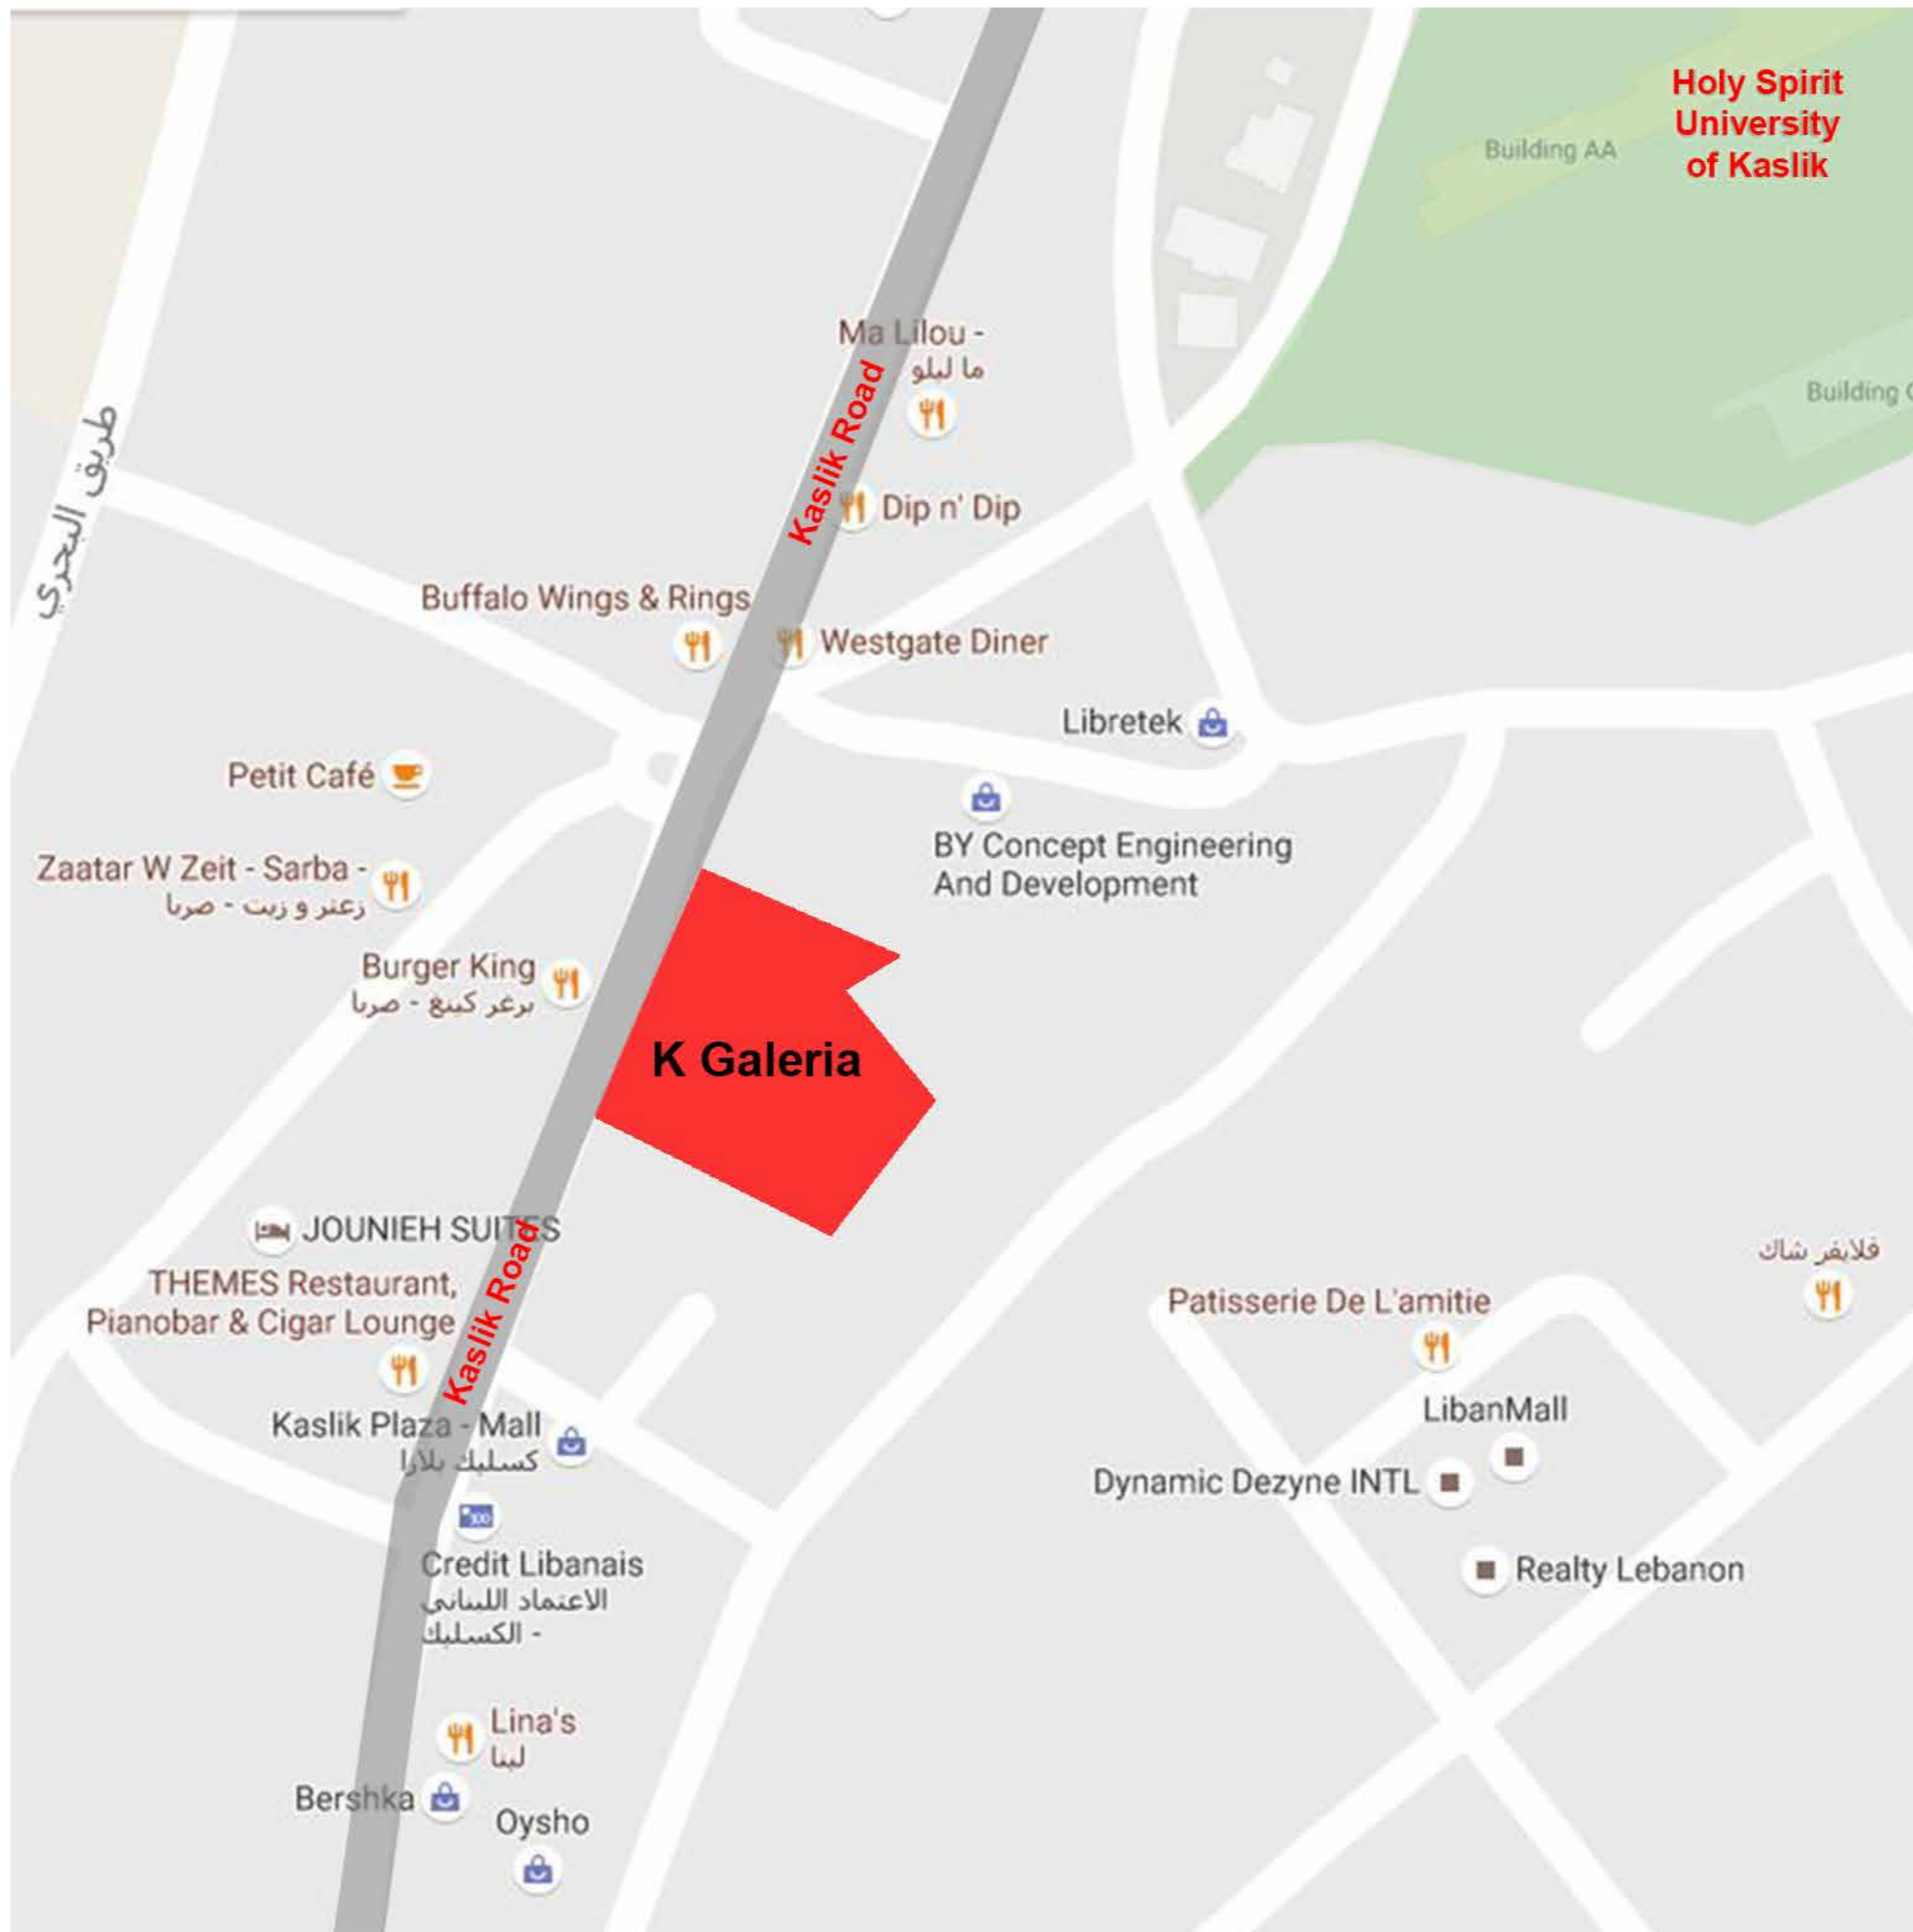 Holy Spirit
University
of Kaslik
Building AA
Ma Lilou -
ما ليلو
Kaslik Road
Building
طريق البحري
Dip n' Dip
Buffalo Wings & Rings
Westgate Diner
Libretek
Petit Café
BY Concept Engineering
And Development
Zaatar W Zeit - Sarba -
زعتر و زيت - صربا
Burger King
برغر كينغ - صربا
K Galeria
JOUNIEH SUITES
Kaslik Road
THEMES Restaurant,
Pianobar & Cigar Lounge
فلايفر شاك
Patisserie De L'amitie
LibanMall
Kaslik Plaza - Mall
كسليك بلازا
Dynamic Dezyne INTL
Credit Libanais
الاعتماد اللبناني
- الكسليك
Realty Lebanon
Lina's
لينا
Bershka
Oysho